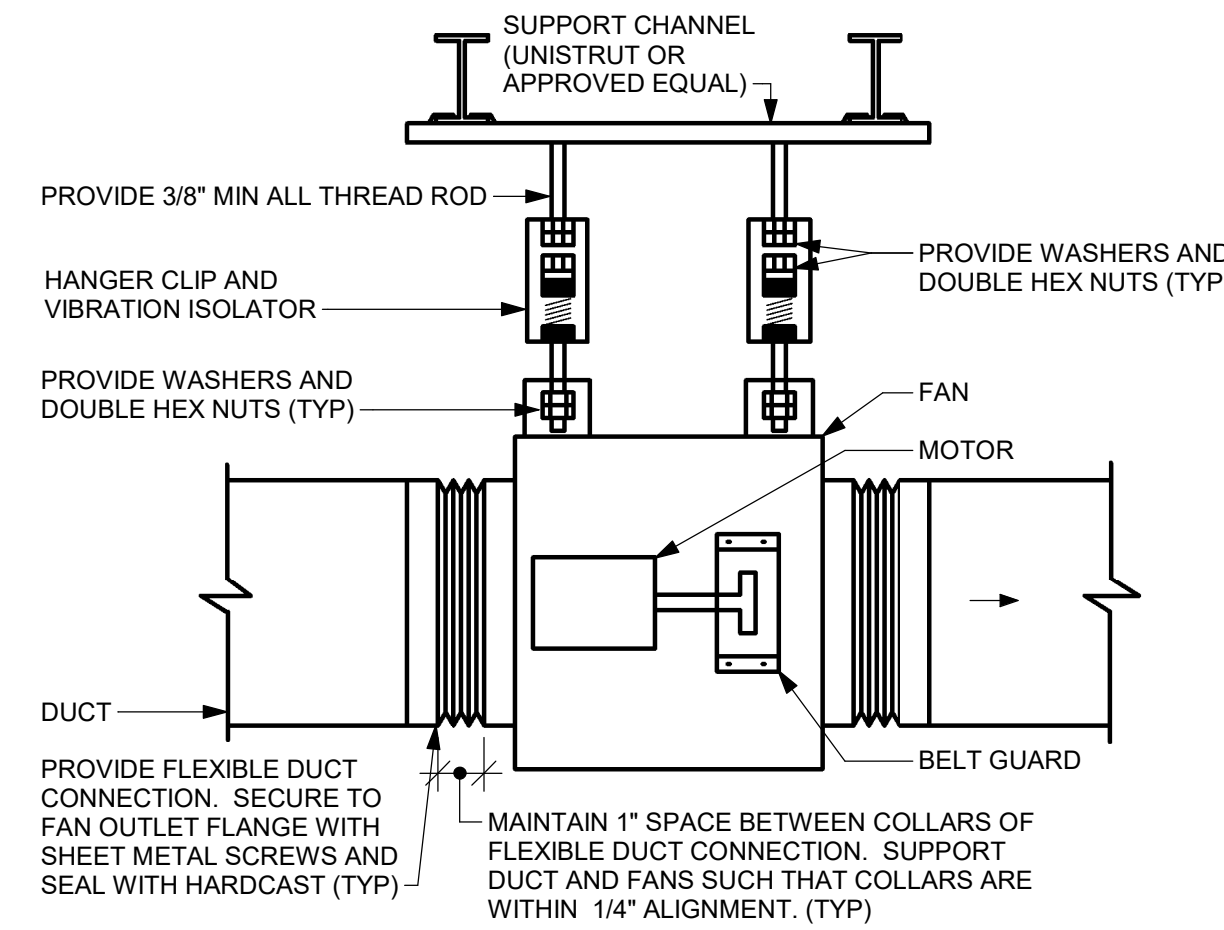 SUPPORT CHANNEL
(UNISTRUT OR
APPROVED EQUAL)
PROVIDE 3/8" MIN ALL THREAD ROD
PROVIDE WASHERS AND
DOUBLE HEX NUTS (TYP
HANGER CLIP AND
VIBRATION ISOLATOR
PROVIDE WASHERS AND
DOUBLE HEX NUTS (TYP)
FAN
MOTOR
DUCT
BELT GUARD
PROVIDE FLEXIBLE DUCT
CONNECTION. SECURE TO
FAN OUTLET FLANGE WITH
SHEET METAL SCREWS AND
SEAL WITH HARDCAST (TYP)
MAINTAIN 1" SPACE BETWEEN COLLARS OF
FLEXIBLE DUCT CONNECTION. SUPPORT
DUCT AND FANS SUCH THAT COLLARS ARE
WITHIN 1/4" ALIGNMENT. (TYP)